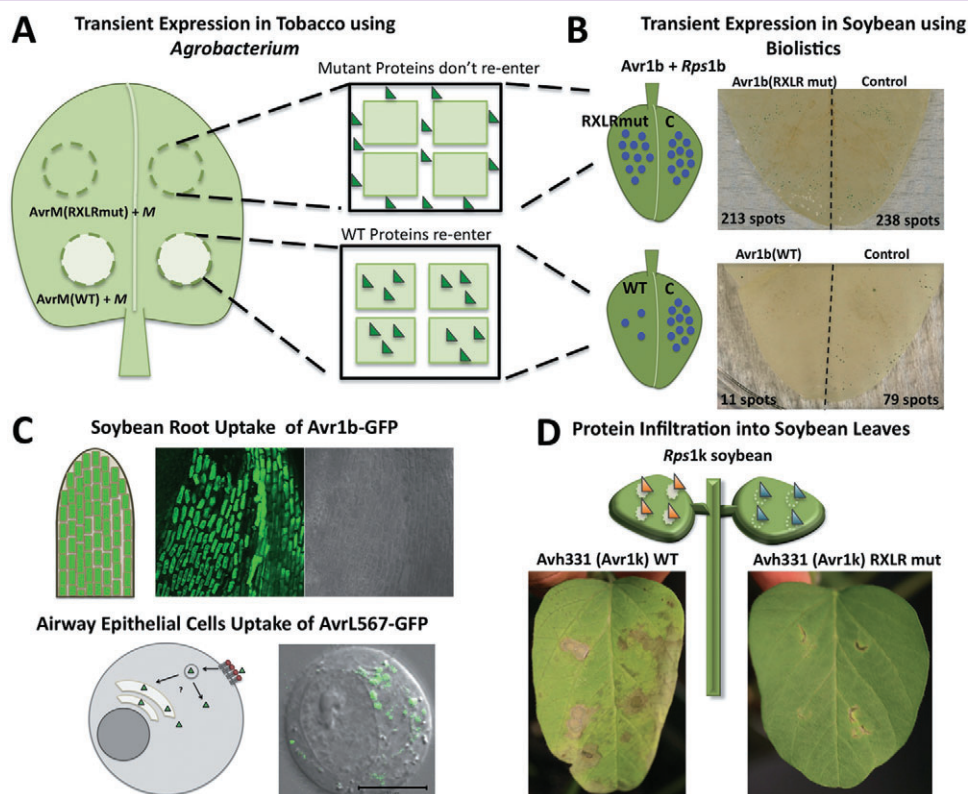 A
Transient Expression in Tobacco using
Agrobacterium
Mutant Proteins don't re-enter
AvrM(RXLRmut) + M
WT Proteins re-enter
AvrM(WT) + M
B
Transient Expression in Soybean using
Biolistics
Avr1b + Rps1b
RXLRmut C
Avr1b(RXLR mut) Control
213 spots 238 spots
WT C
Avr1b(WT) Control
11 spots 79 spots
C
Soybean Root Uptake of Avr1b-GFP
Airway Epithelial Cells Uptake of AvrL567-GFP
?
D
Protein Infiltration into Soybean Leaves
Rps1k soybean
Avh331 (Avr1k) WT
Avh331 (Avr1k) RXLR mut